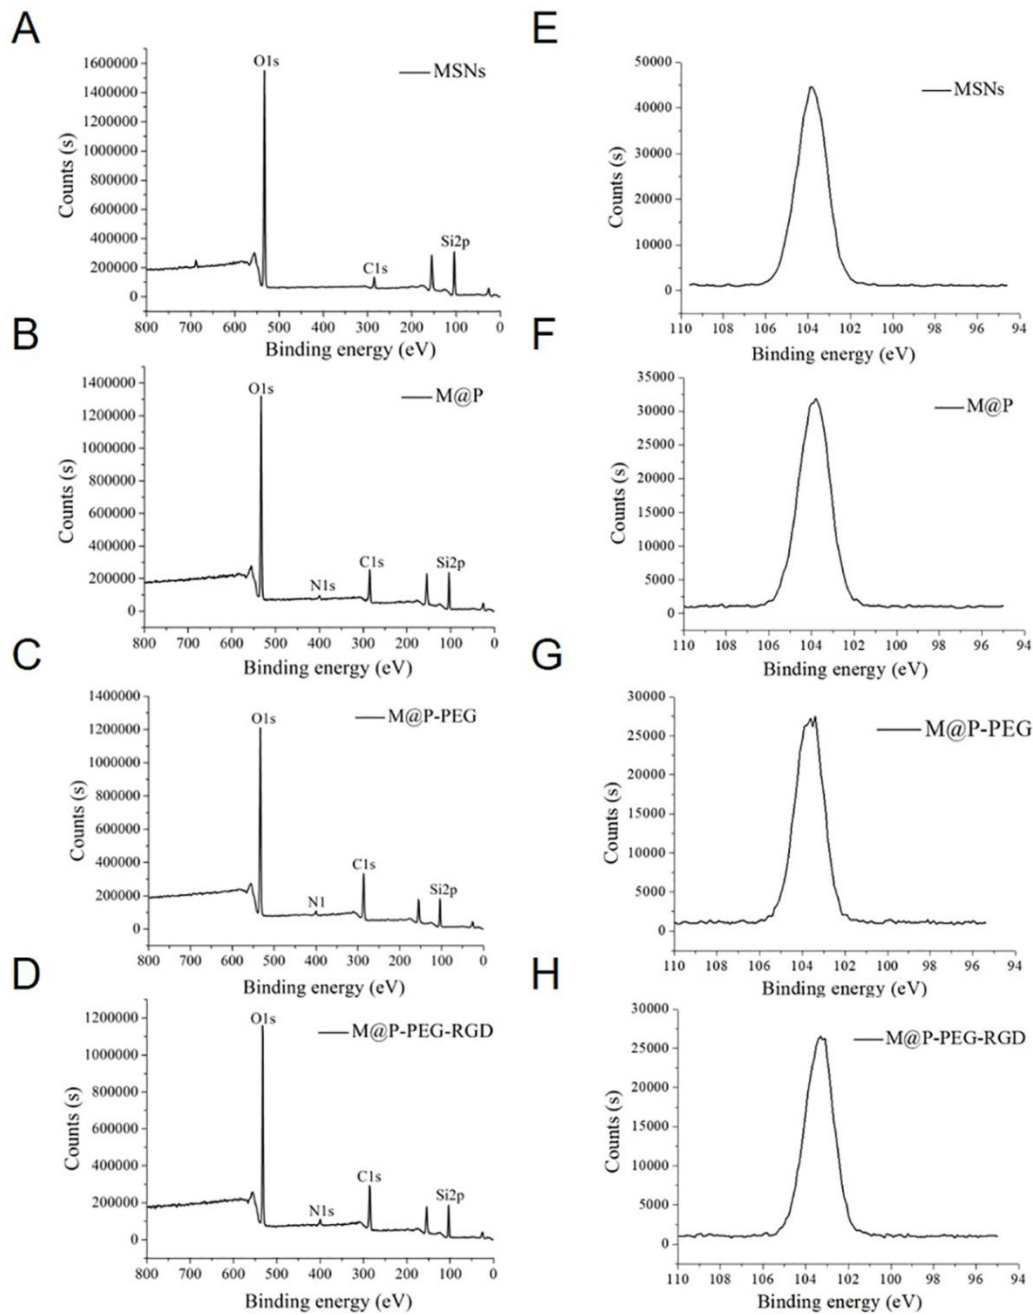 A
MSNs
O1s
C1s
Si2p
Counts (s)
1600000
1400000
1200000
1000000
800000
600000
400000
200000
0
800 700 600 500 400 300 200 100 0
Binding energy (eV)
E
MSNs
Counts (s)
50000
40000
30000
20000
10000
0
110 108 106 104 102 100 98 96 94
Binding energy (eV)
B
M@P
O1s
N1s
C1s
Si2p
Counts (s)
1400000
1200000
1000000
800000
600000
400000
200000
0
800 700 600 500 400 300 200 100 0
Binding energy (eV)
F
M@P
Counts (s)
35000
30000
25000
20000
15000
10000
5000
0
110 108 106 104 102 100 98 96 94
Binding energy (eV)
C
M@P-PEG
O1s
N1
C1s
Si2p
Counts (s)
1400000
1200000
1000000
800000
600000
400000
200000
0
800 700 600 500 400 300 200 100 0
Binding energy (eV)
G
M@P-PEG
Counts (s)
30000
25000
20000
15000
10000
5000
0
110 108 106 104 102 100 98 96 94
Binding energy (eV)
D
M@P-PEG-RGD
O1s
N1s
C1s
Si2p
Counts (s)
1200000
1000000
800000
600000
400000
200000
0
800 700 600 500 400 300 200 100 0
Binding energy (eV)
H
M@P-PEG-RGD
Counts (s)
30000
25000
20000
15000
10000
5000
0
110 108 106 104 102 100 98 96 94
Binding energy (eV)